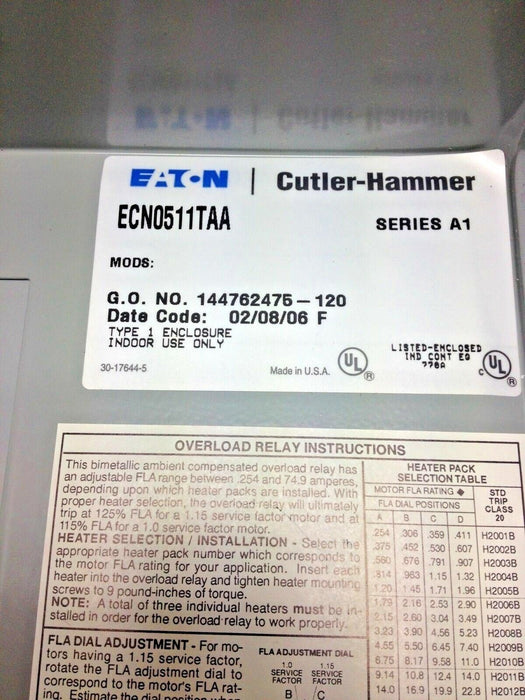 EATON | Cutler-Hammer
ECN0511TAA
SERIES A1
MODS:
G.O. NO. 144762475-120
Date Code: 02/08/06 F
TYPE 1 ENCLOSURE
INDOOR USE ONLY
30-17644-5
Made in U.S.A.
UL
®
LISTED-ENCLOSED
IND CONT EQ
778A
C UL
®
OVERLOAD RELAY INSTRUCTIONS
This bimetallic ambient compensated overload relay has
an adjustable FLA range between .254 and 74.9 amperes,
depending upon which heater packs are installed. With
proper heater selection, the overload relay will ultimately
trip at 125% FLA for a 1.15 service factor motor and at
115% FLA for a 1.0 service factor motor.
HEATER SELECTION / INSTALLATION - Select the
appropriate heater pack number which corresponds to
the motor FLA rating for your application. Insert each
heater into the overload relay and tighten heater mounting
screws to 9 pound-inches of torque.
NOTE: A total of three individual heaters must be in-
stalled in order for the overload relay to work properly.
HEATER PACK
SELECTION TABLE
MOTOR FLA RATING ◆
STD
TRIP
CLASS
20
FLA DIAL POSITIONS
A B C D
.254 .306 .359 .411 H2001B
.375 .452 .530 .607 H2002B
.560 .676 .791 .907 H2003B
.814 .963 1.15 1.32 H2004B
1.20 1.45 1.71 1.96 H2005B
1.79 2.16 2.53 2.90 H2006B
2.15 2.60 3.04 3.49 H2007B
3.23 3.90 4.56 5.23 H2008B
4.55 5.50 6.45 7.40 H2009B
6.75 8.17 9.58 11.0 H2010B
9.14 10.8 12.4 14.0 H2011B
14.0 16.9 19.9 22.8 H2012B
FLA DIAL ADJUSTMENT - For mo-
tors having a 1.15 service factor,
rotate the FLA adjustment dial to
correspond to the motor's FLA rat-
ing. Estimate the dial position when
FLA ADJUSTMENT DIAL
1.0 1.15
SERVICE SERVICE
FACTOR FACTOR
B C